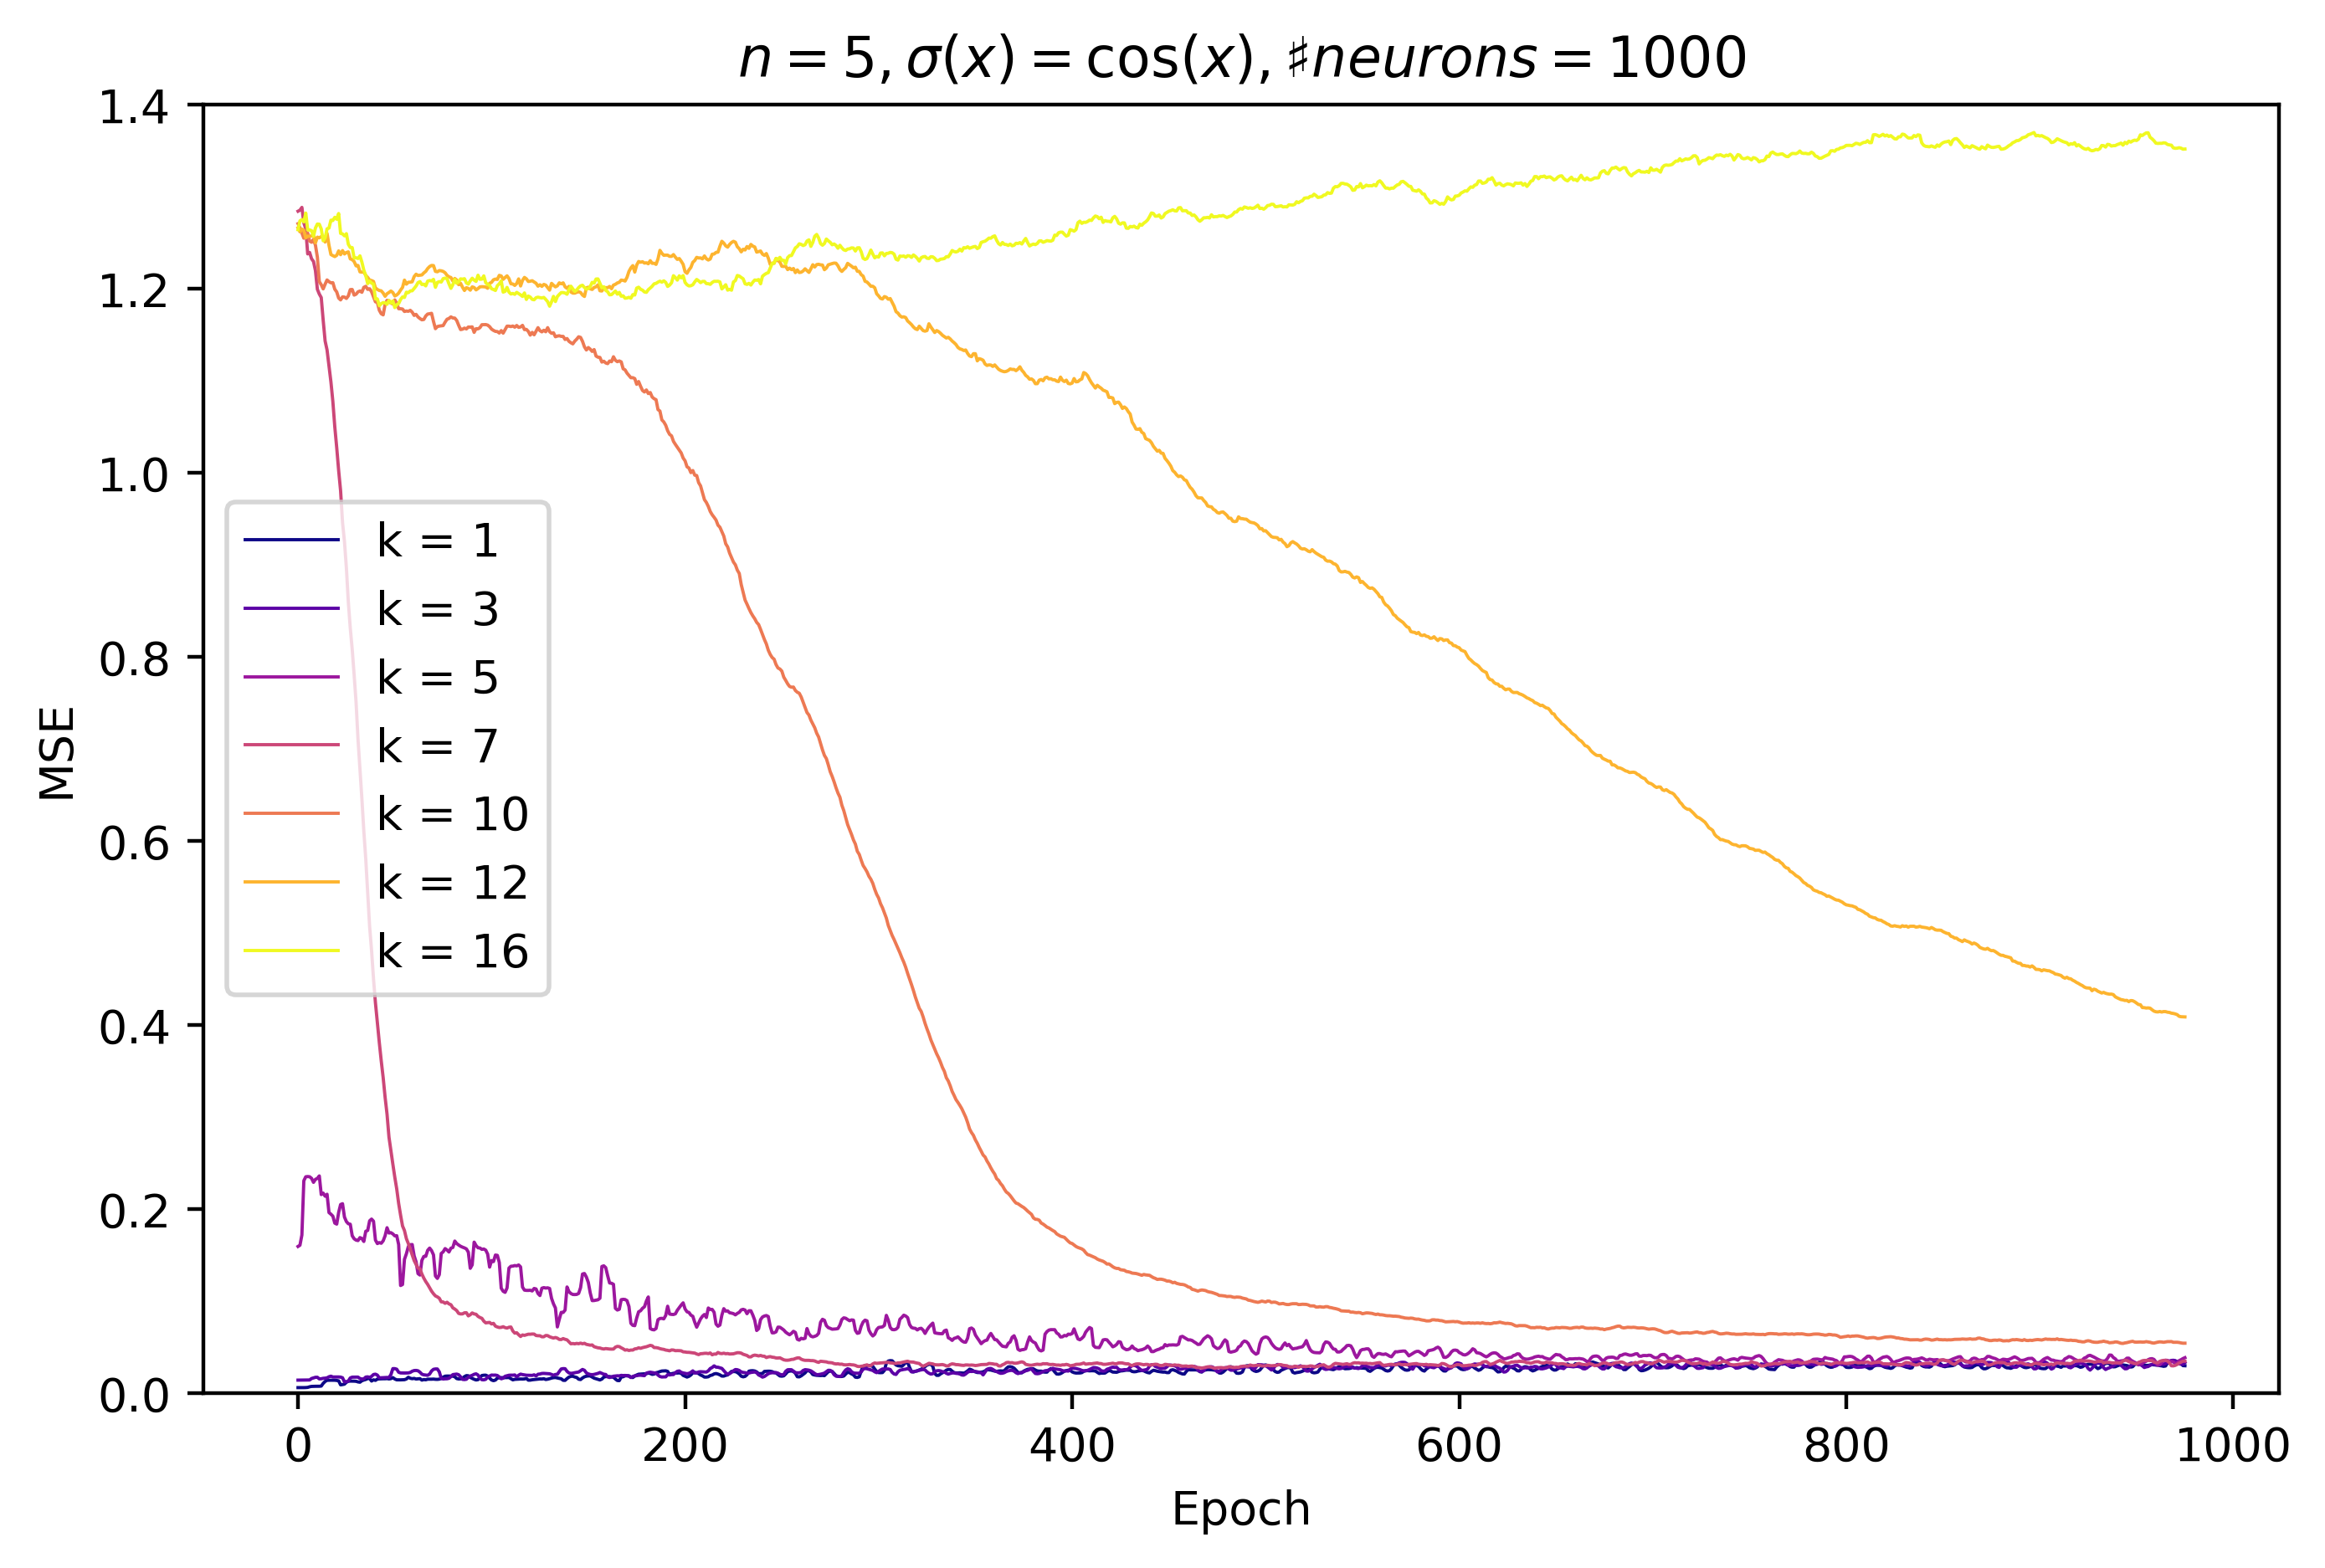 n = 5, σ(x) = cos(x), ♯neurons = 1000
1.4
1.2
1.0
0.8
0.6
0.4
0.2
0.0
MSE
k = 1
k = 3
k = 5
k = 7
k = 10
k = 12
k = 16
0 200 400 600 800 1000
Epoch